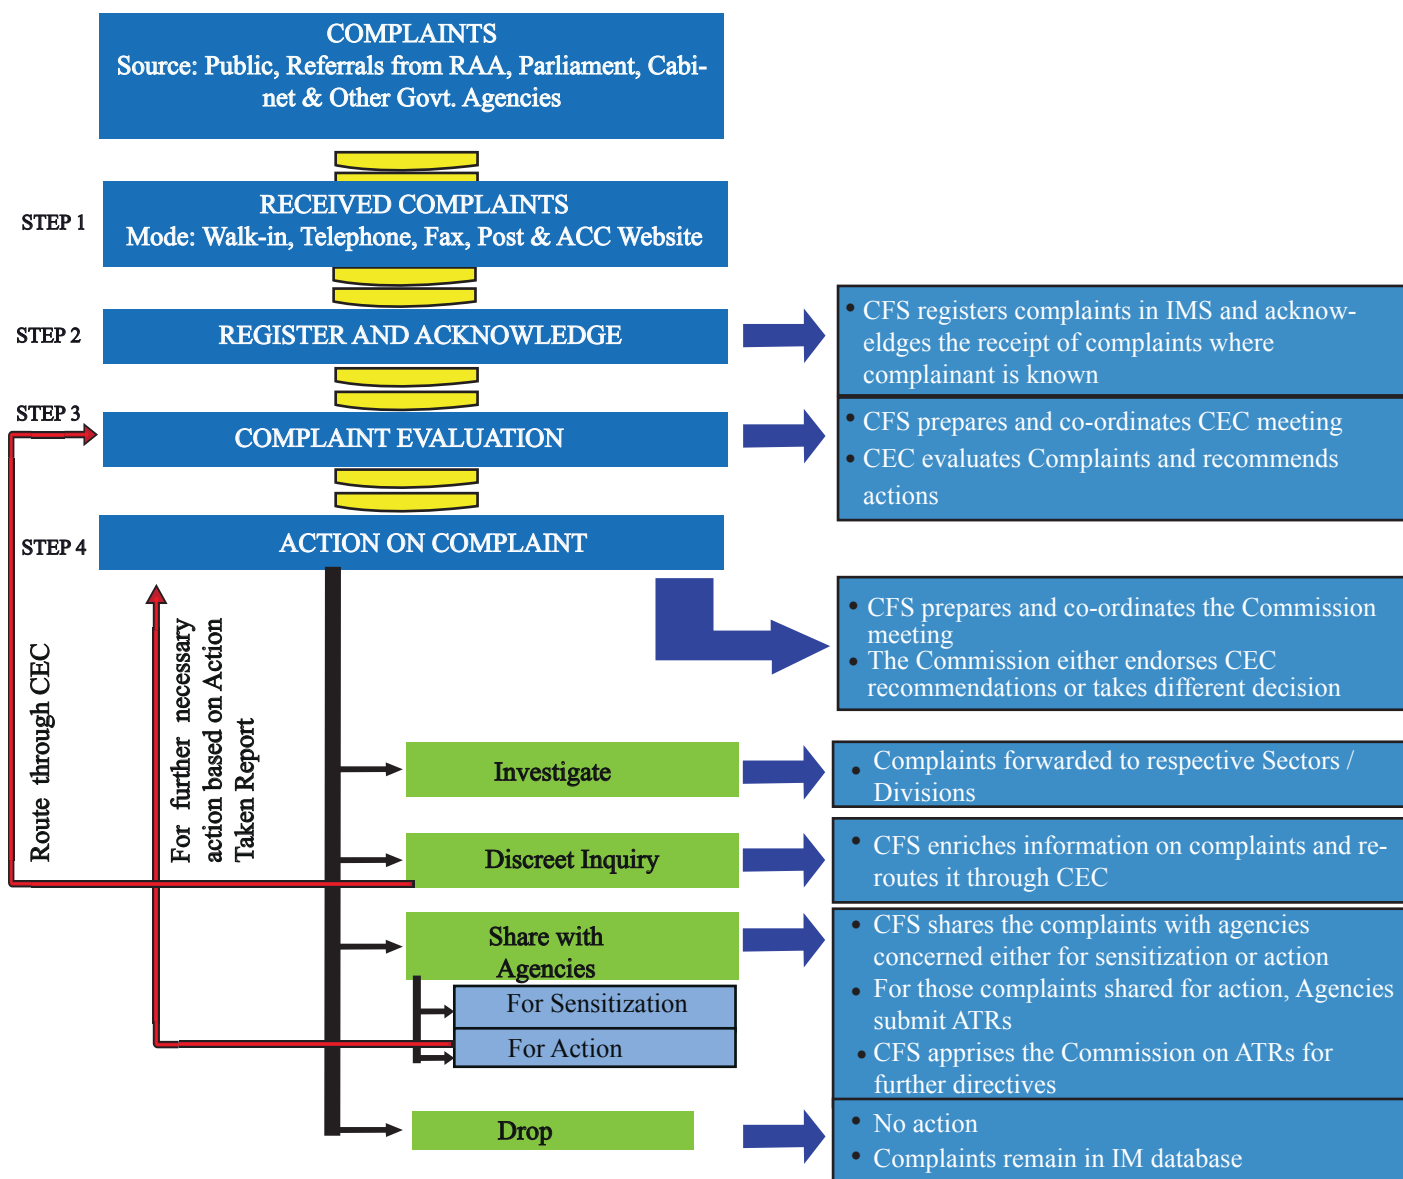 COMPLAINTS
Source: Public, Referrals from RAA, Parliament, Cabi-
net & Other Govt. Agencies
STEP 1
RECEIVED COMPLAINTS
Mode: Walk-in, Telephone, Fax, Post & ACC Website
STEP 2
REGISTER AND ACKNOWLEDGE
• CFS registers complaints in IMS and acknow-
eldges the receipt of complaints where
complainant is known
STEP 3
COMPLAINT EVALUATION
• CFS prepares and co-ordinates CEC meeting
• CEC evaluates Complaints and recommends
actions
STEP 4
ACTION ON COMPLAINT
• CFS prepares and co-ordinates the Commission
meeting
• The Commission either endorses CEC
recommendations or takes different decision
Route through CEC
For further necessary
action based on Action
Taken Report
Investigate
• Complaints forwarded to respective Sectors /
Divisions
Discreet Inquiry
• CFS enriches information on complaints and re-
routes it through CEC
Share with
Agencies
For Sensitization
For Action
• CFS shares the complaints with agencies
concerned either for sensitization or action
• For those complaints shared for action, Agencies
submit ATRs
• CFS apprises the Commission on ATRs for
further directives
Drop
• No action
• Complaints remain in IM database